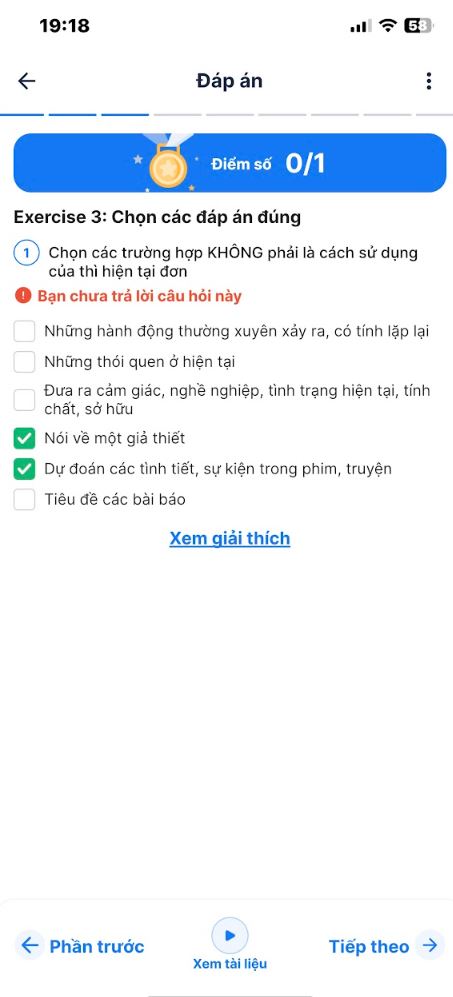 19:18
58
Đáp án
Điểm số 0/1
Exercise 3: Chọn các đáp án đúng
1 Chọn các trường hợp KHÔNG phải là cách sử dụng
của thì hiện tại đơn
! Bạn chưa trả lời câu hỏi này
Những hành động thường xuyên xảy ra, có tính lặp lại
Những thói quen ở hiện tại
Đưa ra cảm giác, nghề nghiệp, tình trạng hiện tại, tính
chất, sở hữu
Nói về một giả thiết
Dự đoán các tình tiết, sự kiện trong phim, truyện
Tiêu đề các bài báo
Xem giải thích
Phần trước
Xem tài liệu
Tiếp theo